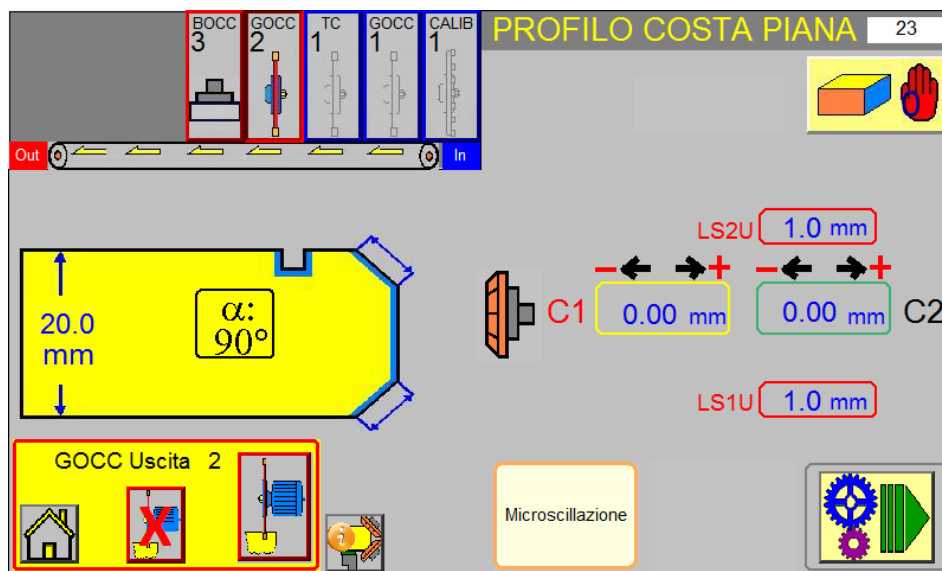 BOCC GOCC TC GOCC CALIB
3 2 1 1 1
PROFILO COSTA PIANA 23
Out In
LS2U 1.0 mm
- + - +
C1 0.00 mm 0.00 mm C2
20.0
mm
α:
90°
LS1U 1.0 mm
GOCC Uscita 2
X
i
Microscillazione